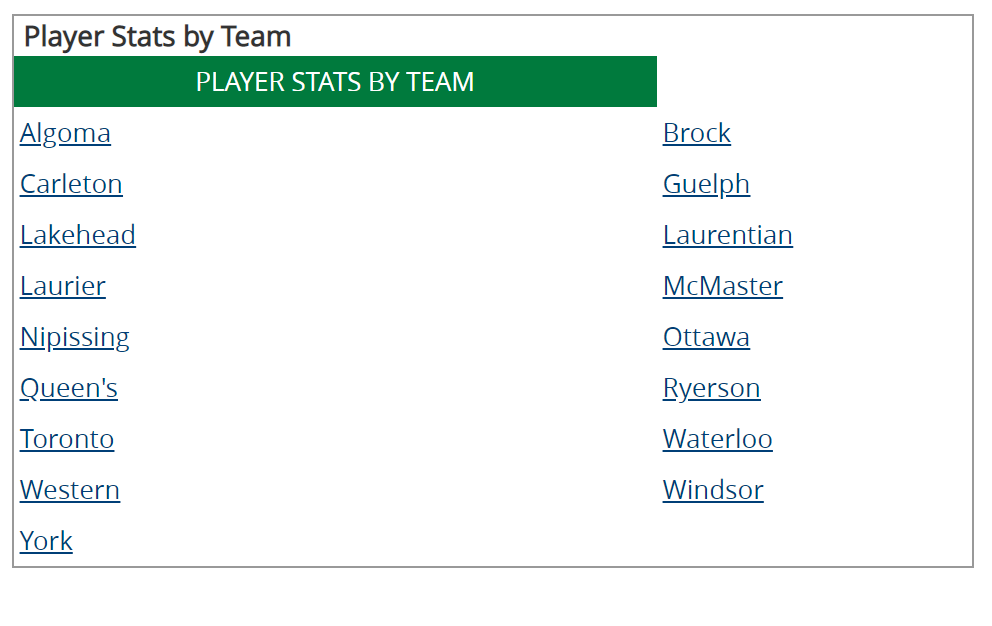 Player Stats by Team
PLAYER STATS BY TEAM
Algoma Brock
Carleton Guelph
Lakehead Laurentian
Laurier McMaster
Nipissing Ottawa
Queen's Ryerson
Toronto Waterloo
Western Windsor
York